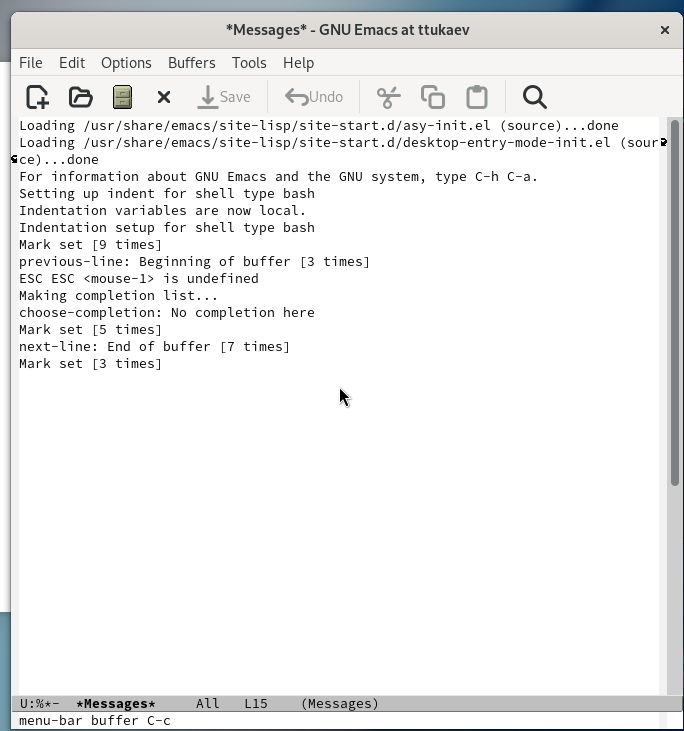 *Messages* - GNU Emacs at ttukaev
File Edit Options Buffers Tools Help
Save Undo
Loading /usr/share/emacs/site-lisp/site-start.d/asy-init.el (source)...done
Loading /usr/share/emacs/site-lisp/site-start.d/desktop-entry-mode-init.el (sour
ce)...done
For information about GNU Emacs and the GNU system, type C-h C-a.
Setting up indent for shell type bash
Indentation variables are now local.
Indentation setup for shell type bash
Mark set [9 times]
previous-line: Beginning of buffer [3 times]
ESC ESC <mouse-1> is undefined
Making completion list...
choose-completion: No completion here
Mark set [5 times]
next-line: End of buffer [7 times]
Mark set [3 times]
U:%*- *Messages* All L15 (Messages)
menu-bar buffer C-c